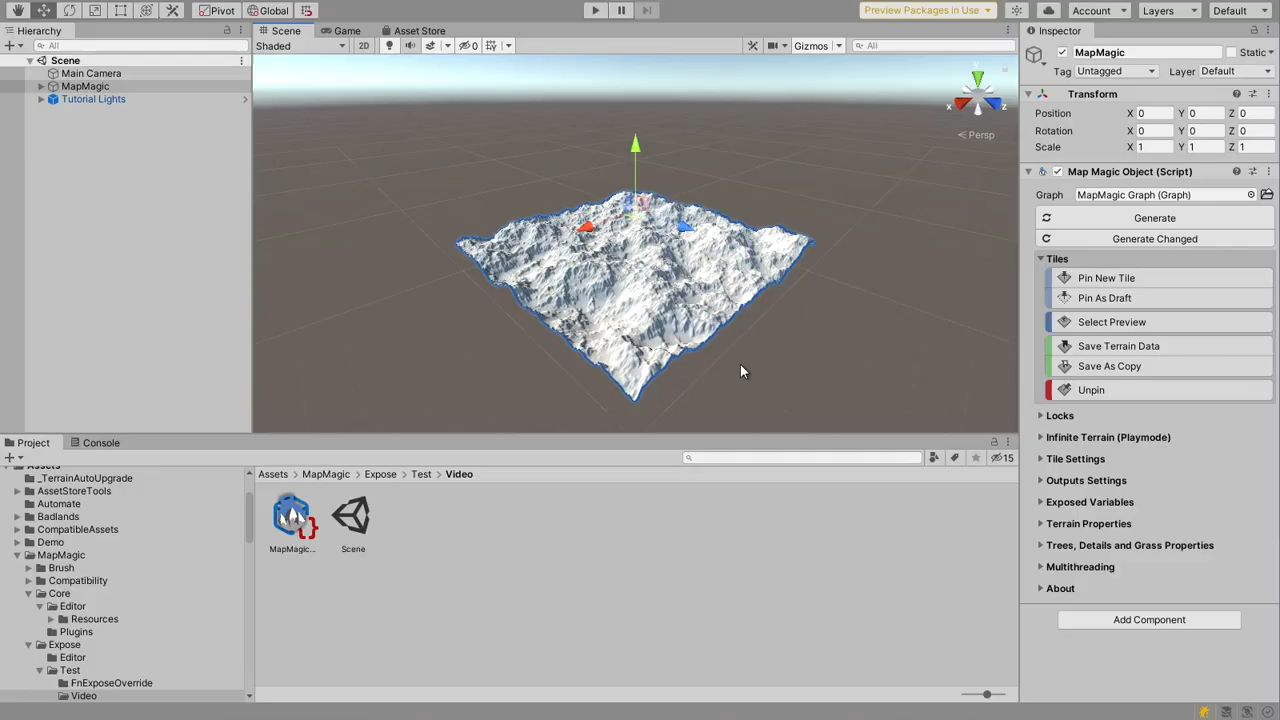 Pivot
Global
Preview Packages in Use
Account
Layers
Default
Hierarchy
All
Scene
Main Camera
MapMagic
Tutorial Lights
Scene
Game
Asset Store
Shaded
2D
0
Gizmos
All
y
x
z
Persp
Inspector
MapMagic
Static
Tag Untagged Layer Default
Transform
Position X 0 Y 0 Z 0
Rotation X 0 Y 0 Z 0
Scale X 1 Y 1 Z 1
Map Magic Object (Script)
Graph MapMagic Graph (Graph)
Generate
Generate Changed
Tiles
Pin New Tile
Pin As Draft
Select Preview
Save Terrain Data
Save As Copy
Unpin
Locks
Infinite Terrain (Playmode)
Tile Settings
Outputs Settings
Exposed Variables
Terrain Properties
Trees, Details and Grass Properties
Multithreading
About
Add Component
Project
Console
15
Assets
_TerrainAutoUpgrade
AssetStoreTools
Automate
Badlands
CompatibleAssets
Demo
MapMagic
Brush
Compatibility
Core
Editor
Resources
Plugins
Expose
Editor
Test
FnExposeOverride
Video
Assets MapMagic Expose Test Video
MapMagic...
Scene